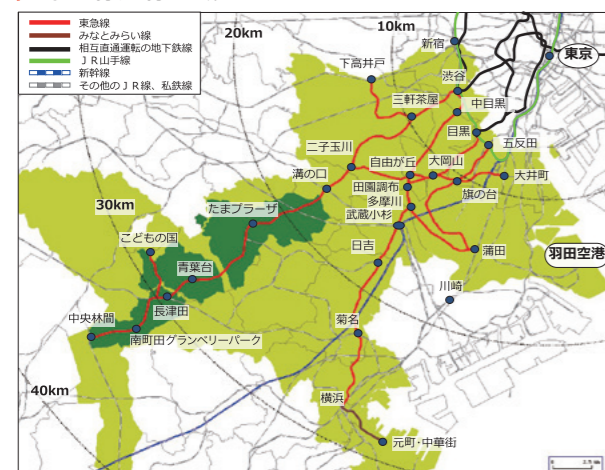 東急線
みなとみらい線
相互直通運転の地下鉄線
JR山手線
新幹線
その他のJR線、私鉄線
20km
10km
新宿
東京
下高井戸
渋谷
三軒茶屋
中目黒
目黒
五反田
二子玉川
自由が丘
大岡山
溝の口
田園調布
大井町
多摩川
旗の台
たまプラーザ
武蔵小杉
30km
こどもの国
日吉
蒲田
羽田空港
青葉台
川崎
長津田
菊名
中央林間
南町田グランベリーパーク
40km
横浜
元町・中華街